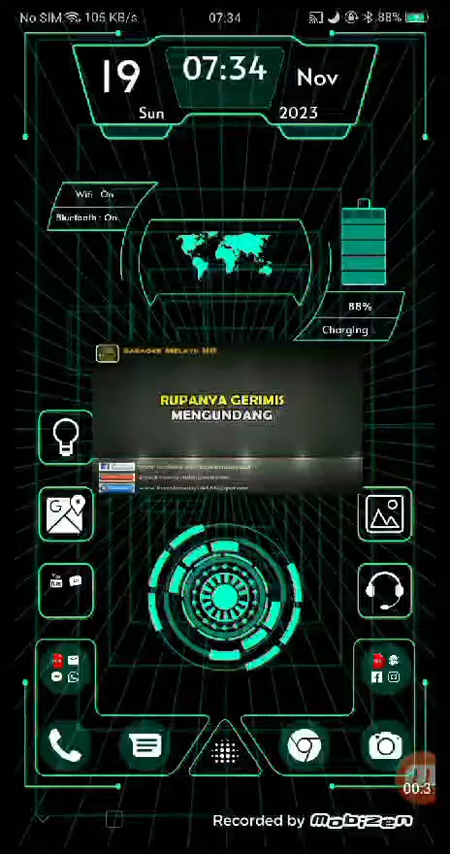 No SIM 105 KB/s 07:34 88%
19 07:34 Nov
Sun 2023
Wifi : On
Bluetooth : On
88%
Charging
KARAOKE MELAYU HD
RUPANYA GERIMIS
MENGUNDANG
G
You
00:3
Recorded by Mobizen